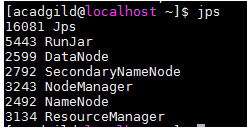 [acadgild@localhost ~]$ jps
16081 Jps
5443 RunJar
2599 DataNode
2792 SecondaryNameNode
3243 NodeManager
2492 NameNode
3134 ResourceManager